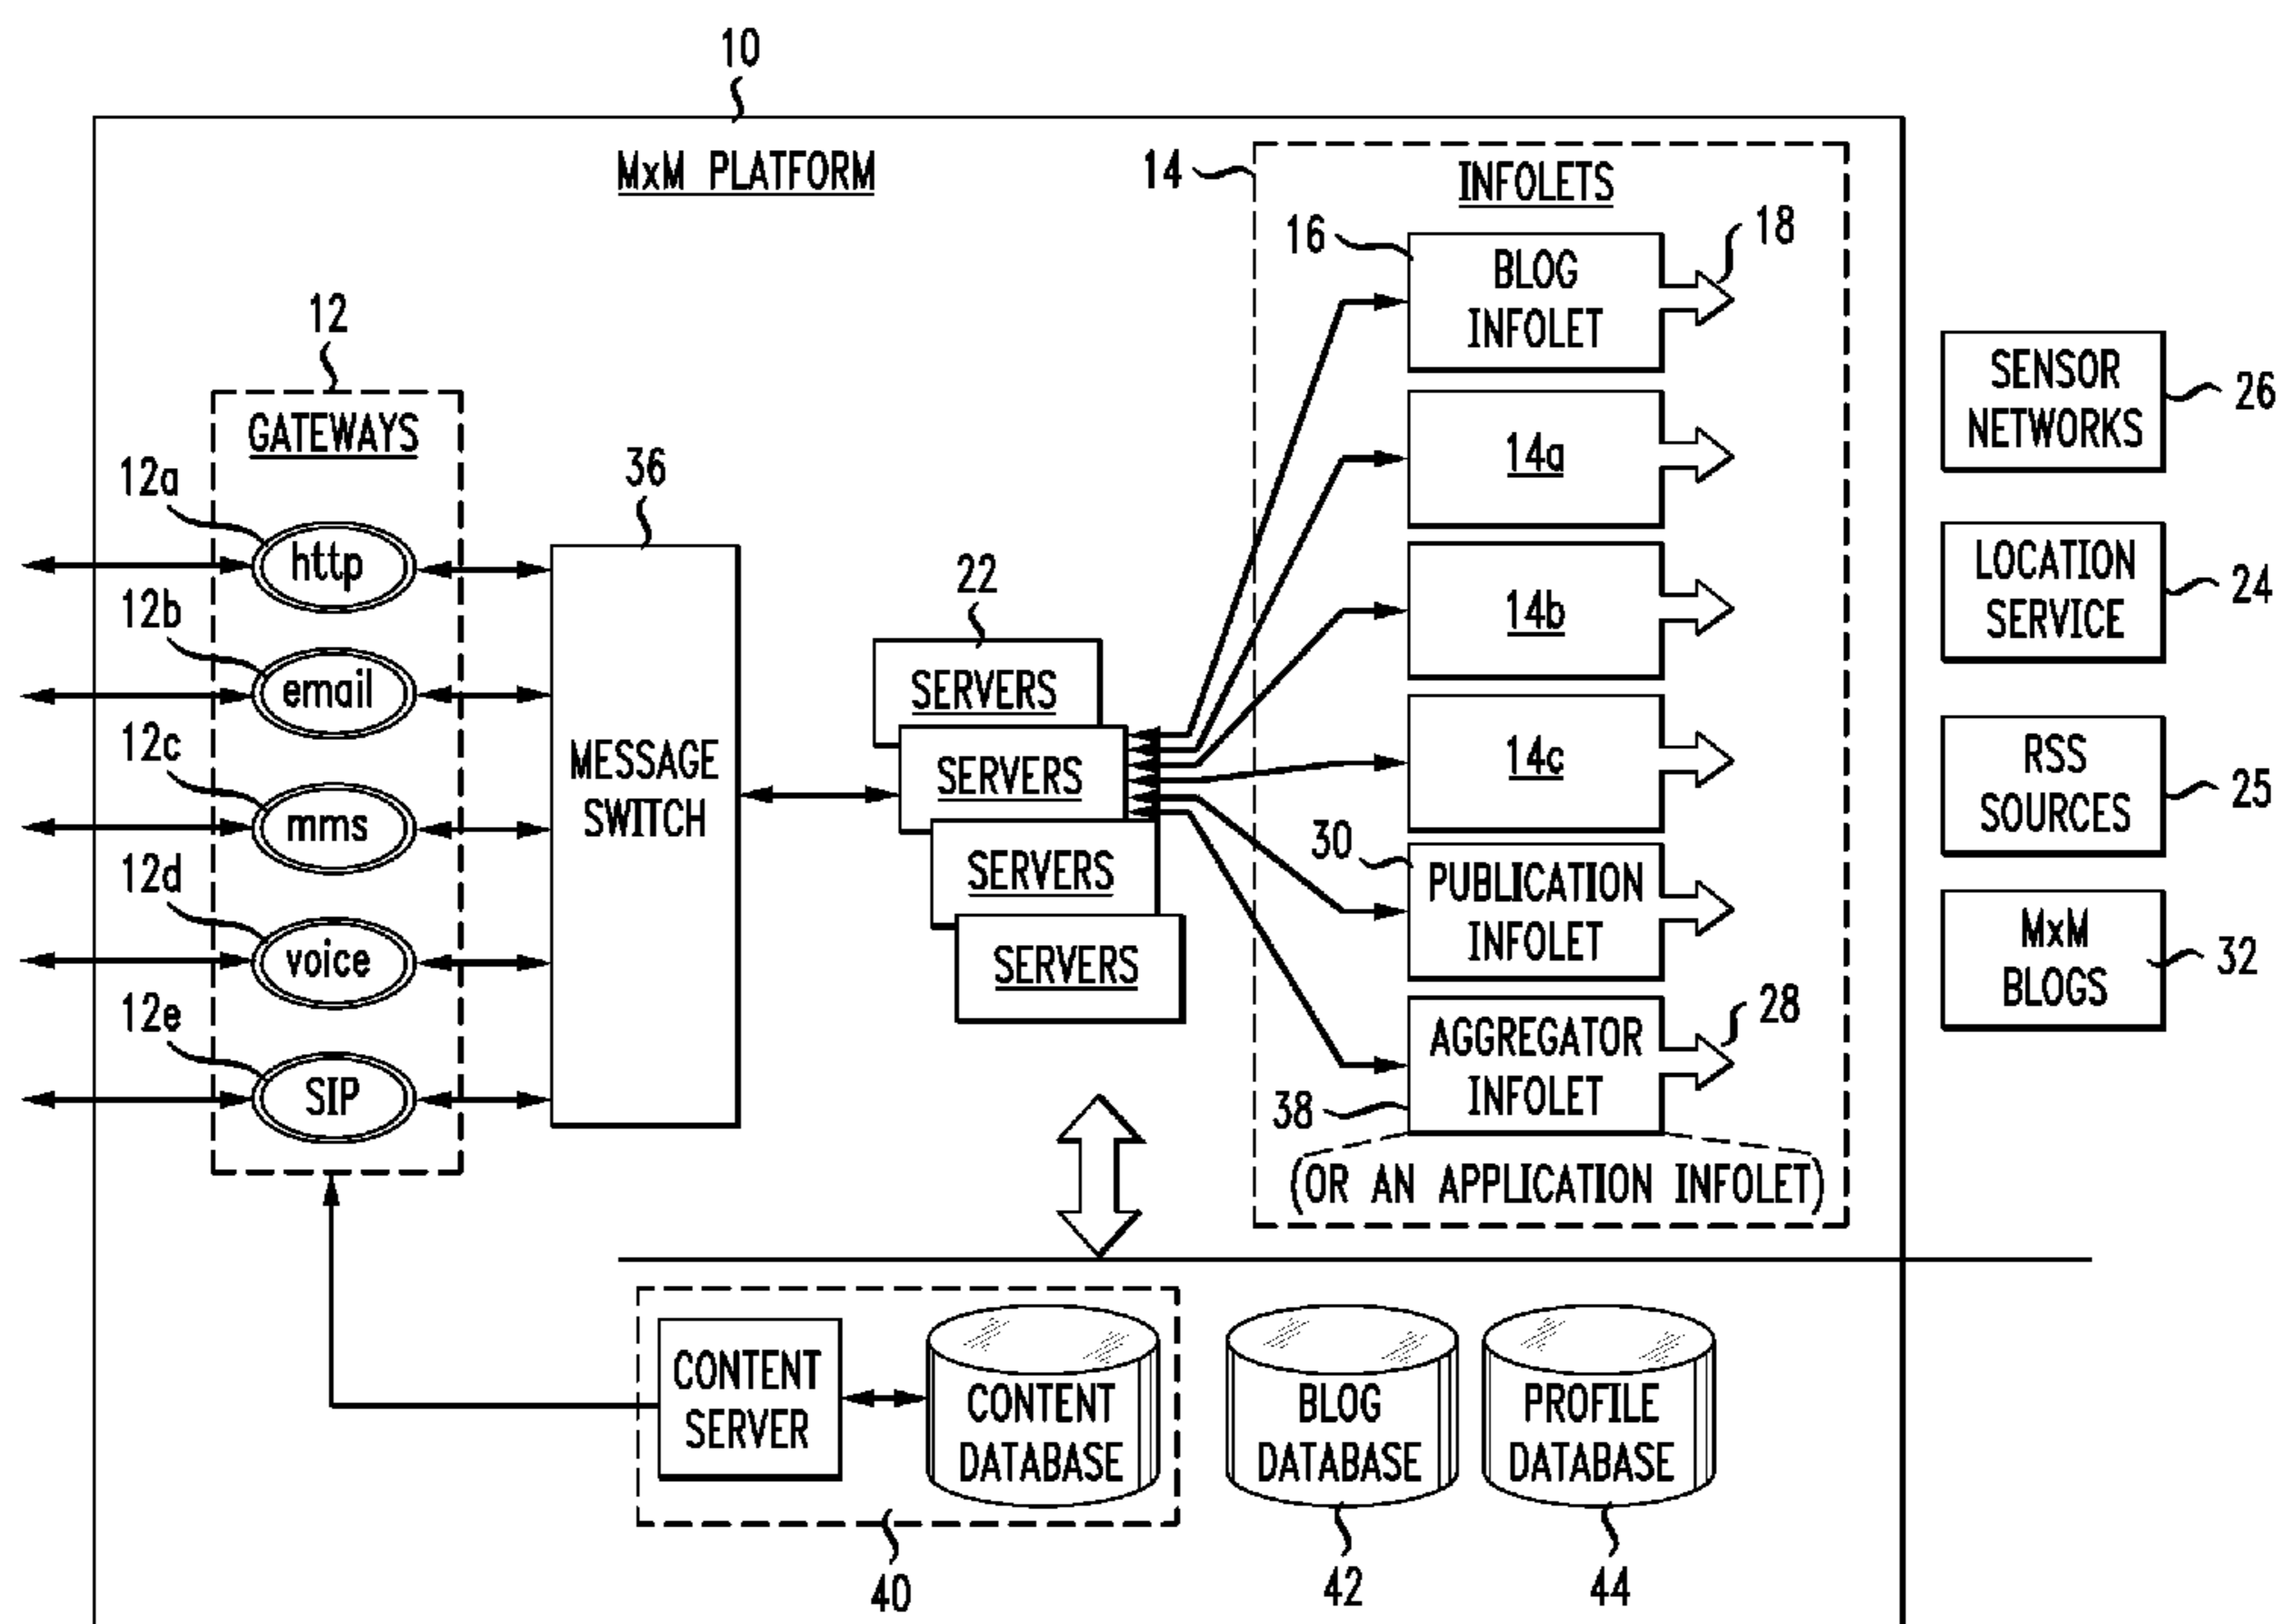 10
MxM PLATFORM
14
INFOLETS
16
BLOG
INFOLET
18
14a
14b
14c
30
PUBLICATION
INFOLET
AGGREGATOR
INFOLET
28
38
(OR AN APPLICATION INFOLET)
12
GATEWAYS
12a
http
12b
email
12c
mms
12d
voice
12e
SIP
36
MESSAGE
SWITCH
22
SERVERS
SERVERS
SERVERS
SERVERS
SENSOR
NETWORKS
26
LOCATION
SERVICE
24
RSS
SOURCES
25
MxM
BLOGS
32
CONTENT
SERVER
CONTENT
DATABASE
40
BLOG
DATABASE
42
PROFILE
DATABASE
44